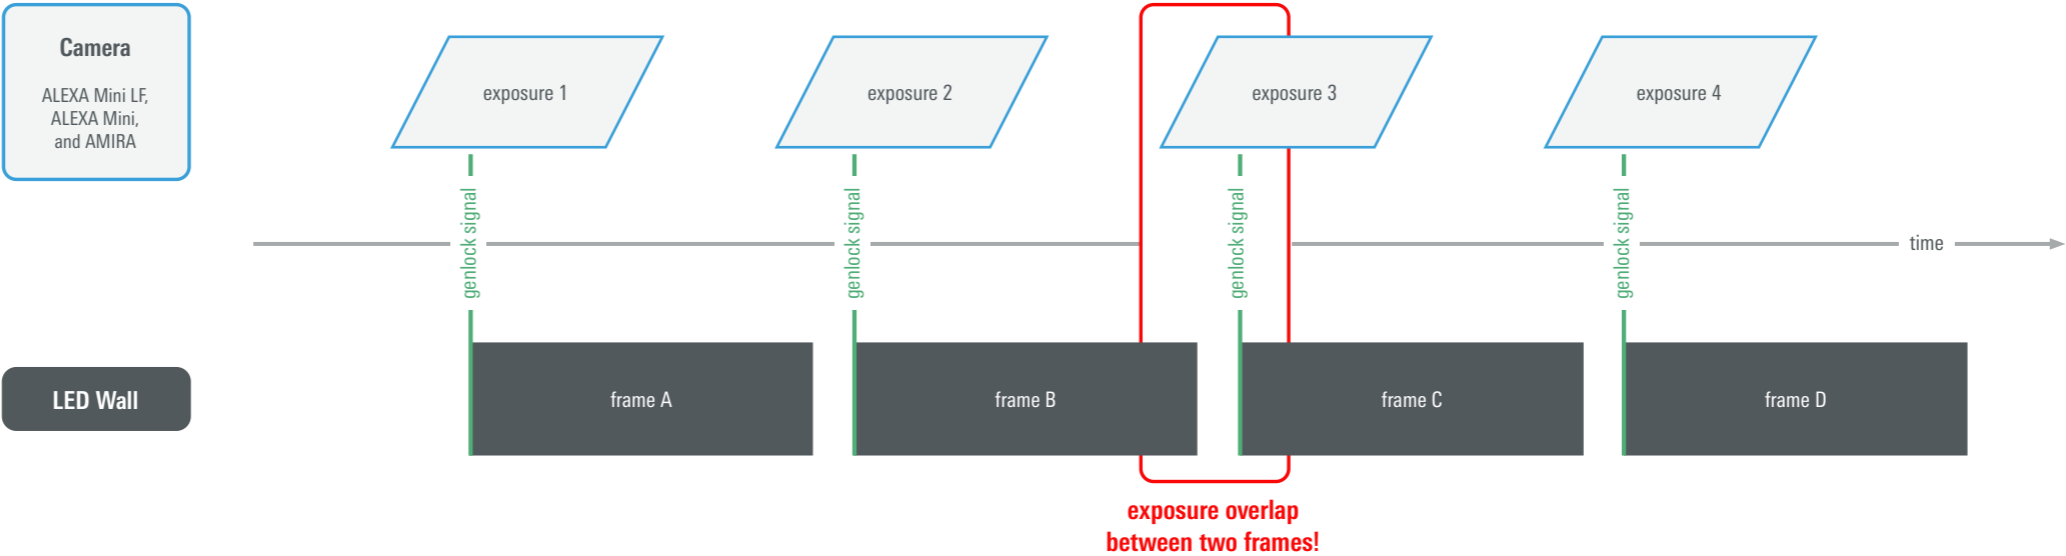 Camera
ALEXA Mini LF,
ALEXA Mini,
and AMIRA
exposure 1
exposure 2
exposure 3
exposure 4
genlock signal
genlock signal
genlock signal
genlock signal
time
LED Wall
frame A
frame B
frame C
frame D
exposure overlap
between two frames!